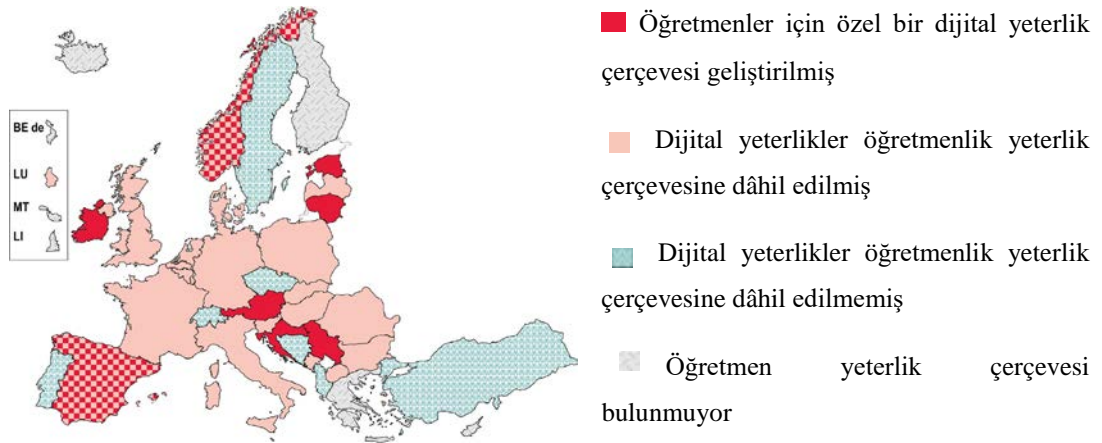 BE de
LU
MT
LI
Öğretmenler için özel bir dijital yeterlik
çerçevesi geliştirilmiş
Dijital yeterlikler öğretmenlik yeterlik
çerçevesine dâhil edilmiş
Dijital yeterlikler öğretmenlik yeterlik
çerçevesine dâhil edilmemiş
Öğretmen yeterlik çerçevesi
bulunmuyor